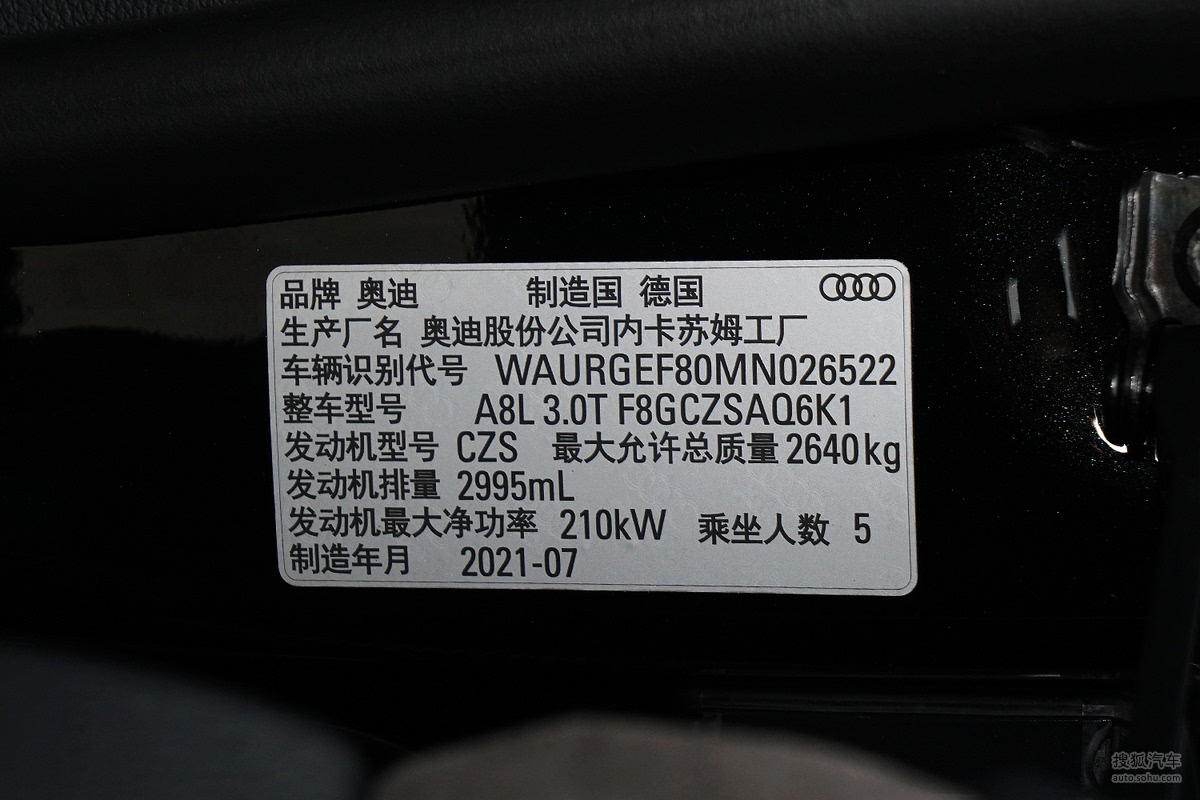 品牌 奥迪 制造国 德国
生产厂名 奥迪股份公司内卡苏姆工厂
车辆识别代号 WAURGEF80MN026522
整车型号 A8L 3.0T F8GCZSAQ6K1
发动机型号 CZS 最大允许总质量 2640kg
发动机排量 2995mL
发动机最大净功率 210kW 乘坐人数 5
制造年月 2021-07
搜狐汽车
auto.sohu.com